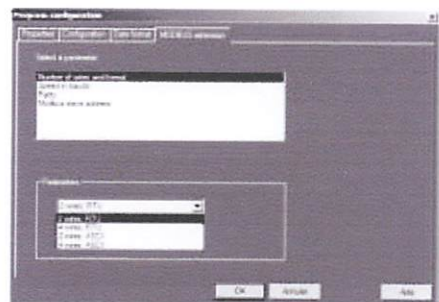 Program configuration
Properties Configuration Date format MODBUS extension
Select a parameter
Number of wires and format
Speed in bauds
Parity
Modbus slave address
Parameters
2 wires, RTU
2 wires, RTU
4 wires, RTU
2 wires, ASCII
4 wires, ASCII
OK Annuler Aide